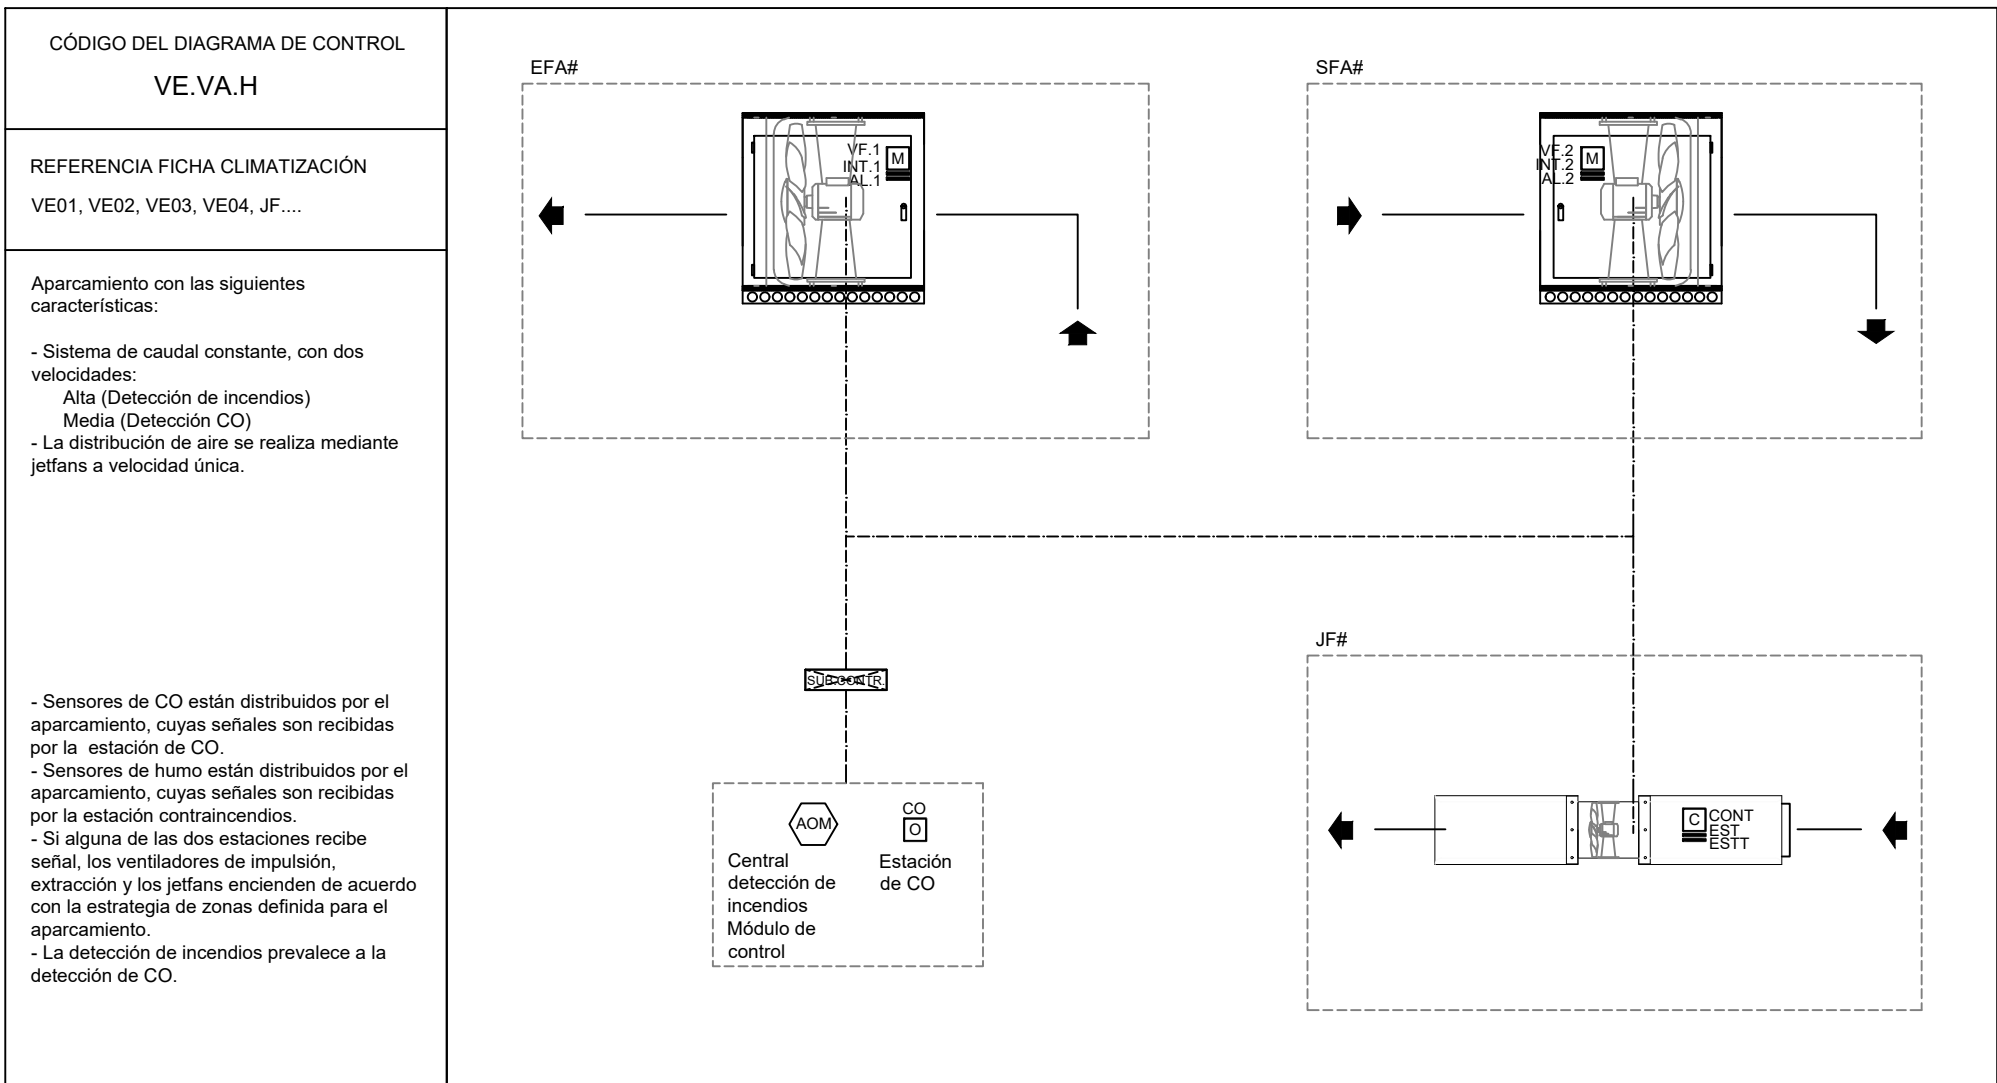 CÓDIGO DEL DIAGRAMA DE CONTROL
VE.VA.H
REFERENCIA FICHA CLIMATIZACIÓN
VE01, VE02, VE03, VE04, JF....
Aparcamiento con las siguientes
características:
- Sistema de caudal constante, con dos
velocidades:
Alta (Detección de incendios)
Media (Detección CO)
- La distribución de aire se realiza mediante
jetfans a velocidad única.
- Sensores de CO están distribuidos por el
aparcamiento, cuyas señales son recibidas
por la  estación de CO.
- Sensores de humo están distribuidos por el
aparcamiento, cuyas señales son recibidas
por la estación contraincendios.
- Si alguna de las dos estaciones recibe
señal, los ventiladores de impulsión,
extracción y los jetfans encienden de acuerdo
con la estrategia de zonas definida para el
aparcamiento.
- La detección de incendios prevalece a la
detección de CO.
EFA#
VF.1
INT.1
AL.1
M
SFA#
VF.2
INT.2
AL.2
M
SUB.CONTR.
AOM
Central
detección de
incendios
Módulo de
control
CO
O
Estación
de CO
JF#
C
CONT
EST
ESTT